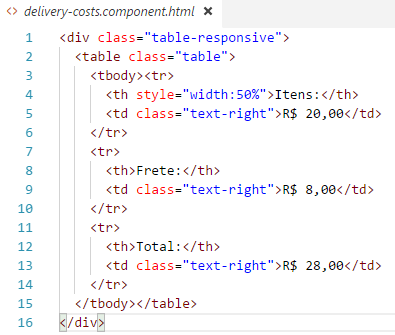 <> delivery-costs.component.html ×
1 <div class="table-responsive">
2   <table class="table">
3     <tbody><tr>
4       <th style="width:50%">Itens:</th>
5       <td class="text-right">R$ 20,00</td>
6     </tr>
7     <tr>
8       <th>Frete:</th>
9       <td class="text-right">R$ 8,00</td>
10     </tr>
11     <tr>
12       <th>Total:</th>
13       <td class="text-right">R$ 28,00</td>
14     </tr>
15   </tbody></table>
16 </div>